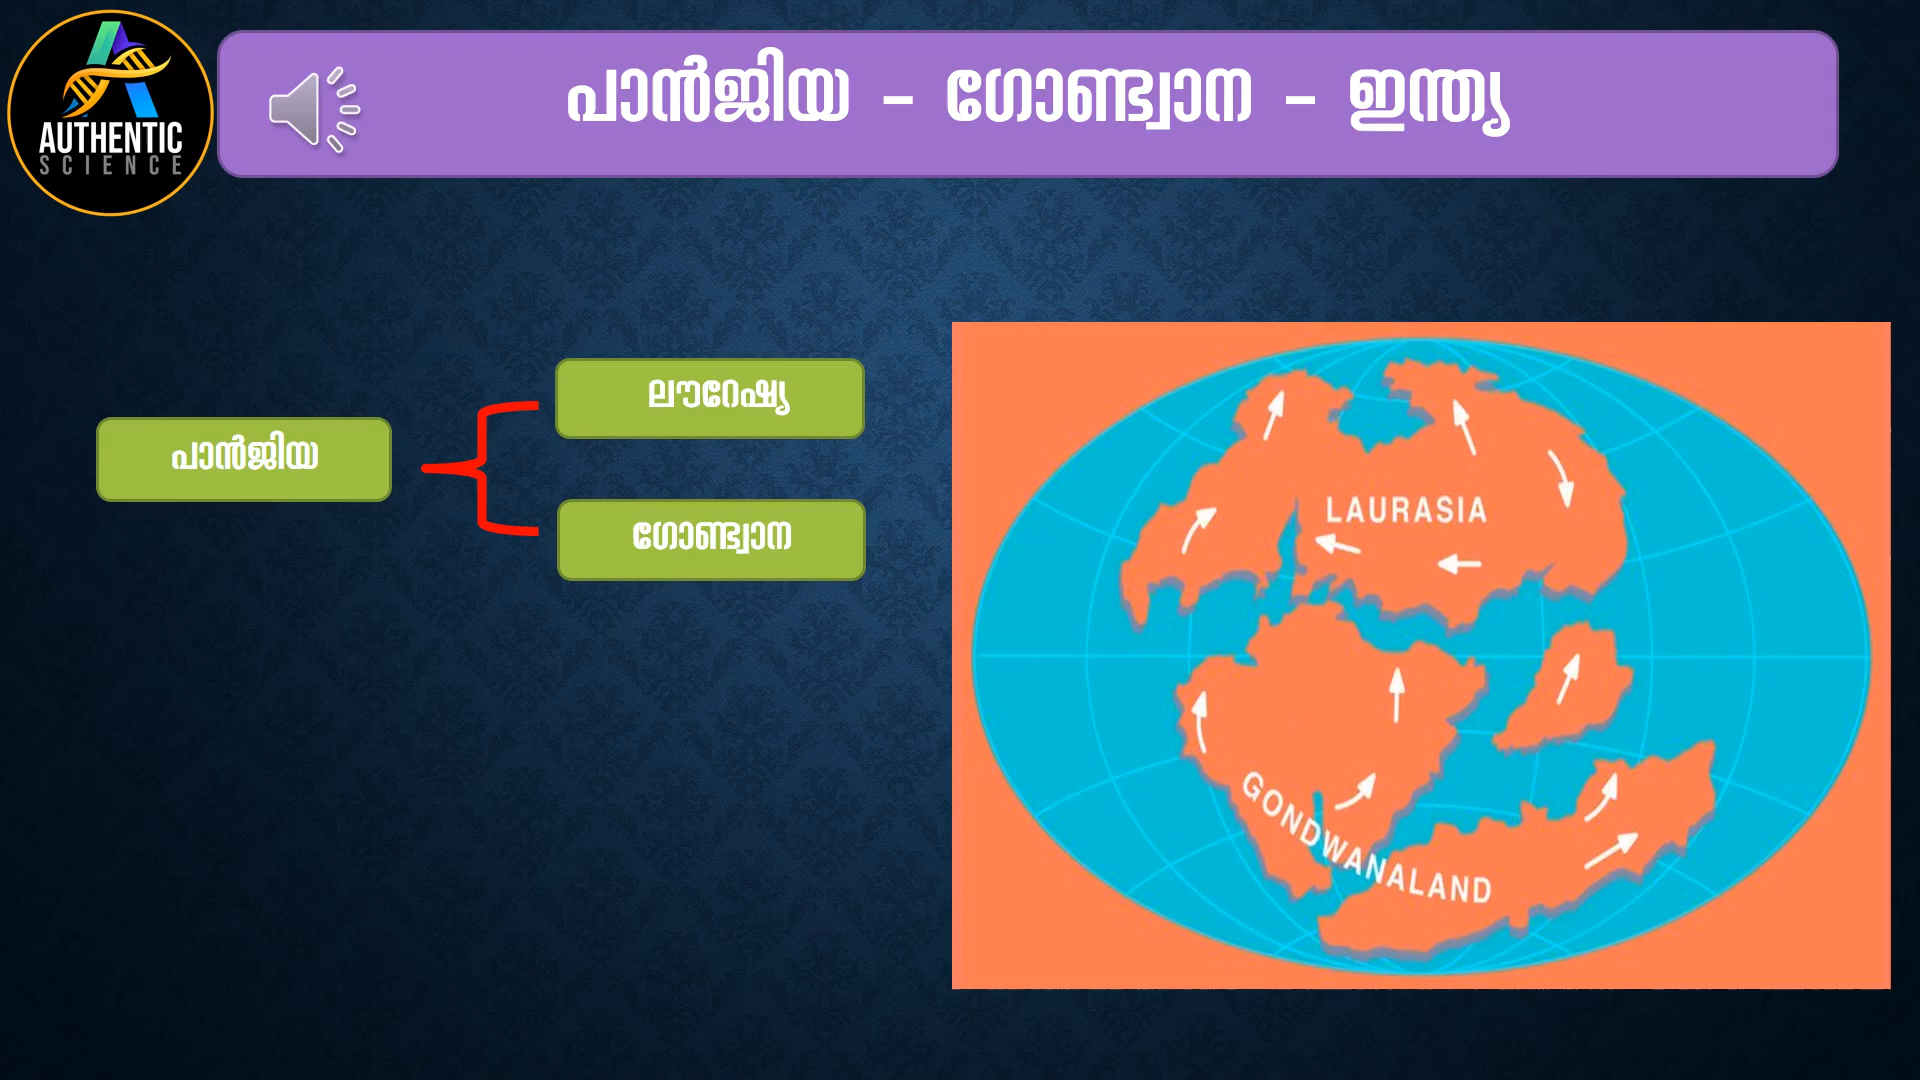 AUTHENTIC
SCIENCE
പാൻജിയ – ഗോണ്ട്വാന – ഇന്ത്യ
ലൗറേഷ്യ
പാൻജിയ
ഗോണ്ട്വാന
LAURASIA
GONDWANALAND